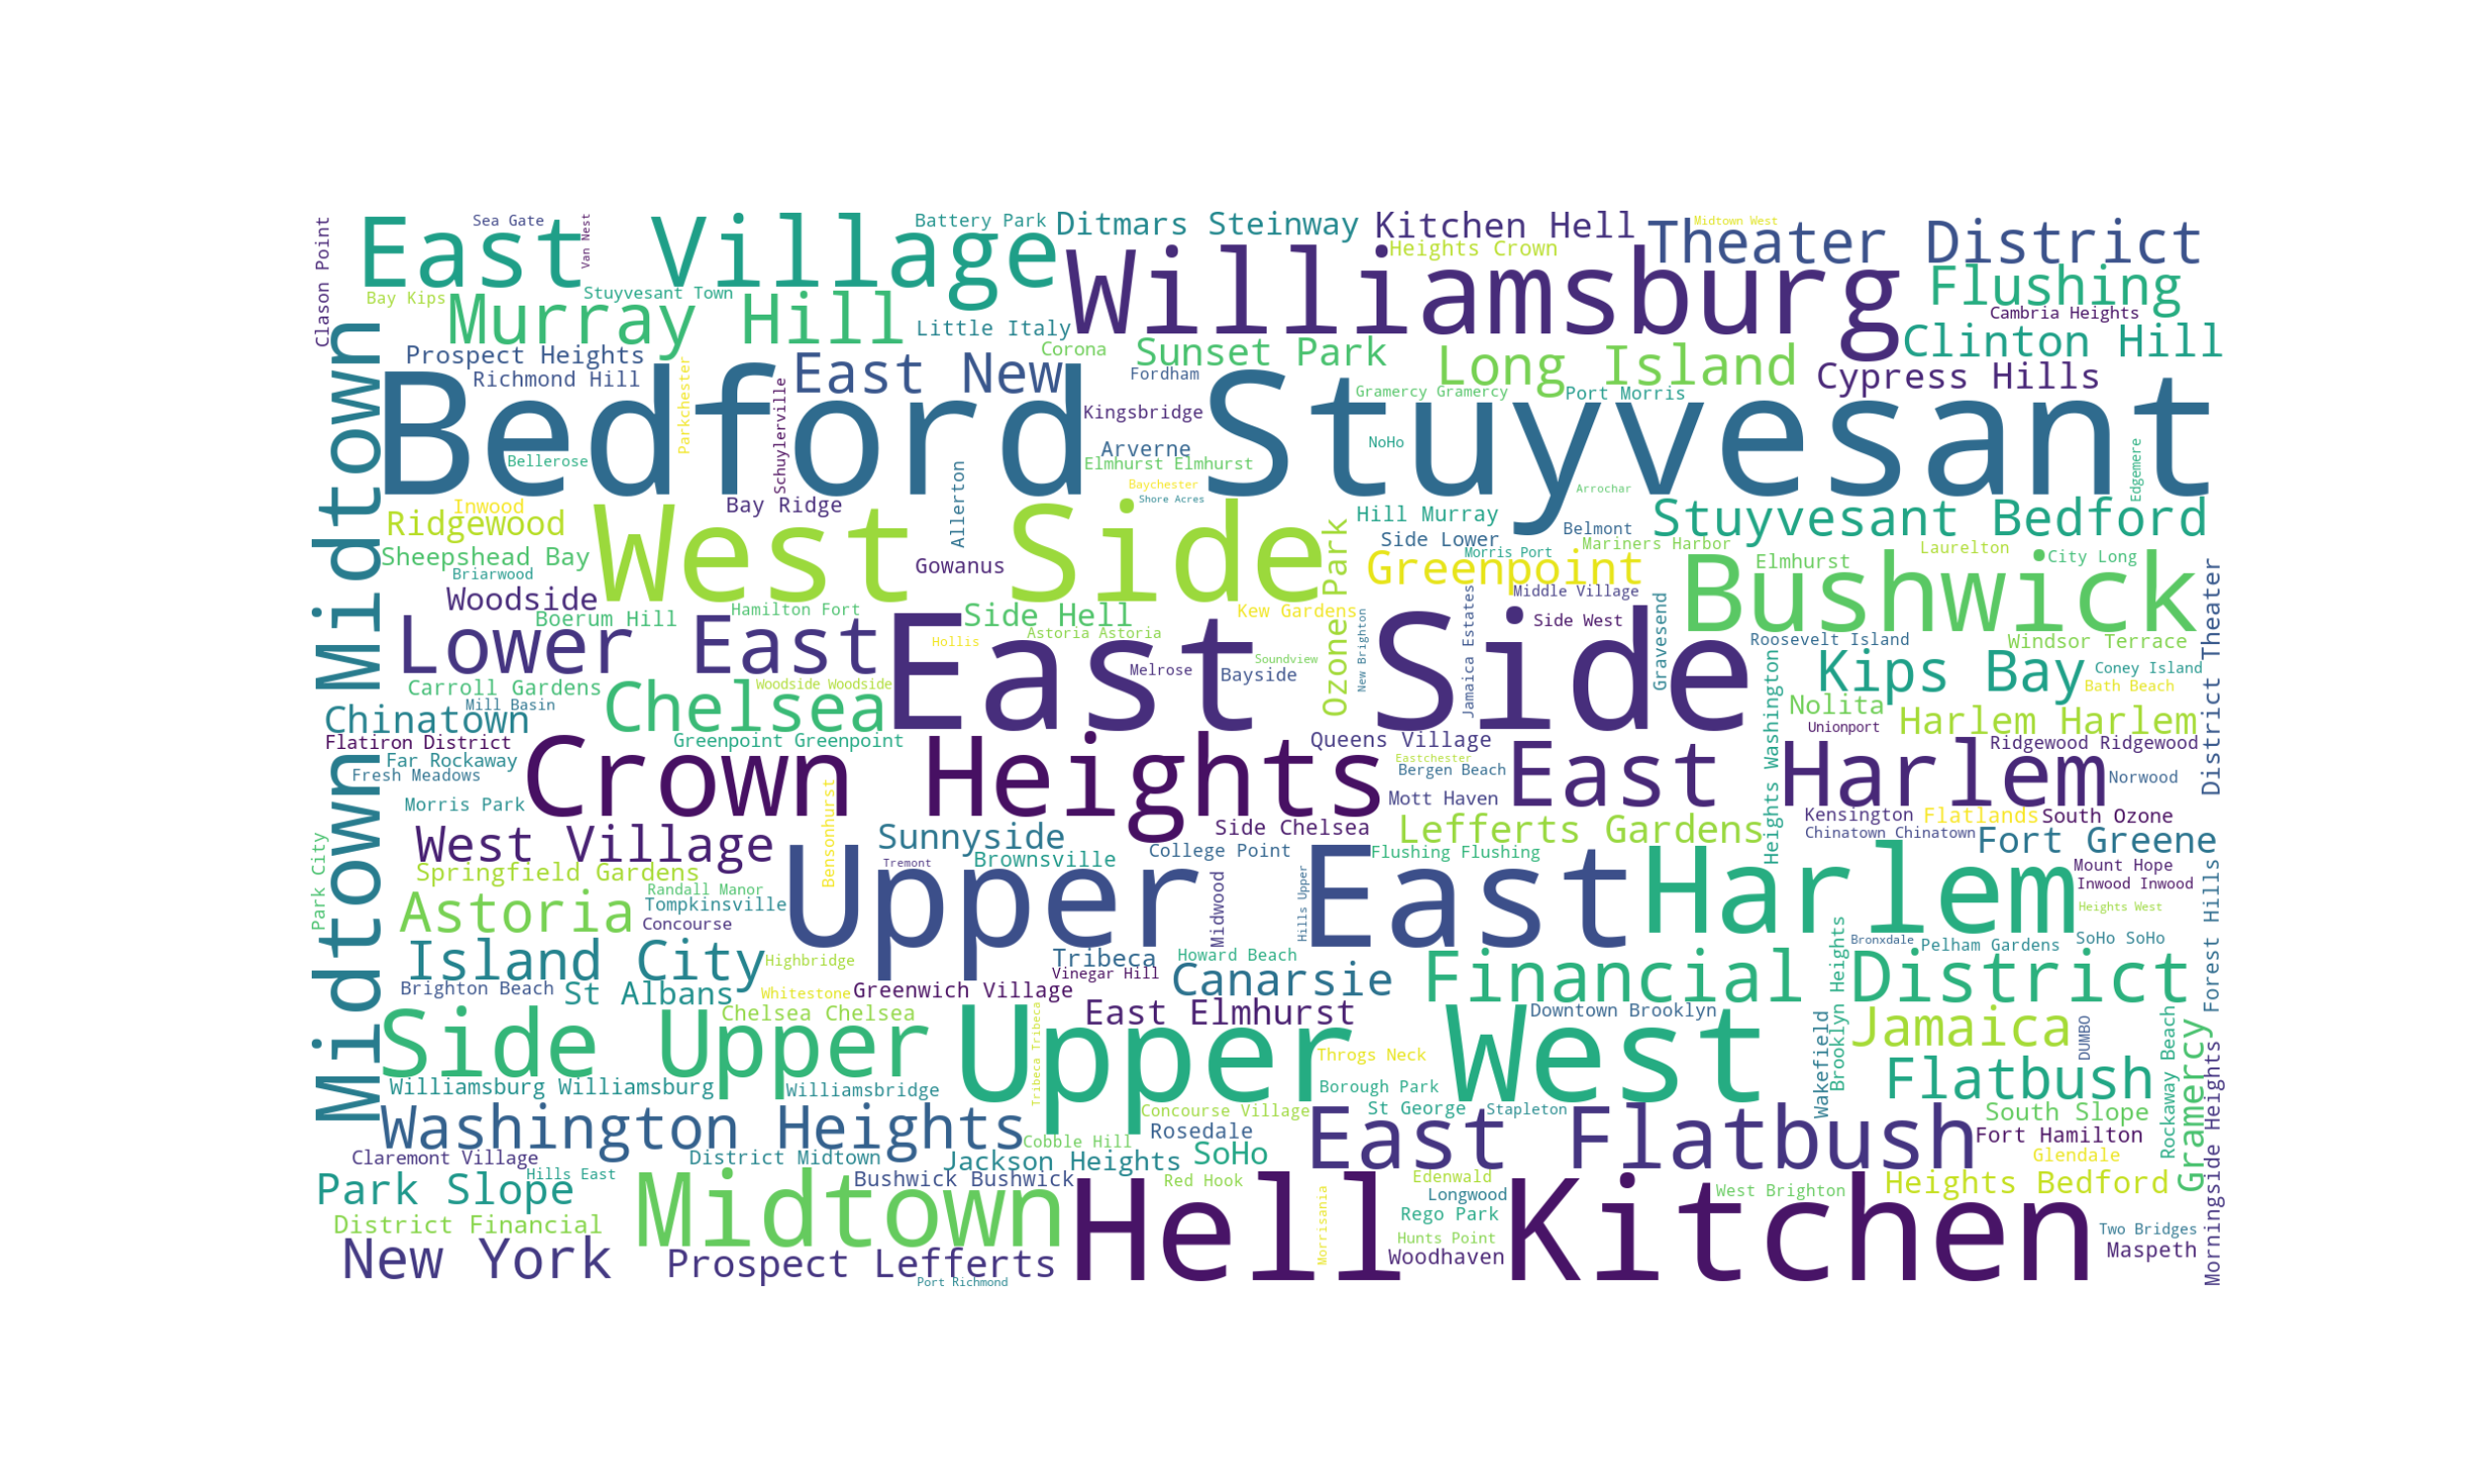 Clason Point
East Village
Sea Gate
Van Nest
Battery Park
Ditmars Steinway
Kitchen Hell
Midtown West
Theater District
Heights Crown
Williamsburg
Flushing
Bay Kips
Stuyvesant Town
Murray Hill
Little Italy
Cambria Heights
Clinton Hill
Prospect Heights
Richmond Hill
East New
Corona
Sunset Park
Fordham
Long Island
Cypress Hills
Midtown Midtown
Bedford Stuyvesant
Parkchester
Schuylerville
Kingsbridge
Gramercy Gramercy
Port Morris
Bellerose
Arverne
NoHo
Elmhurst Elmhurst
Edgemere
Allerton
Baychester
Shore Acres
Arrochar
Inwood
Ridgewood
Bay Ridge
West Side
Hill Murray
Belmont
Stuyvesant Bedford
Sheepshead Bay
Briarwood
Gowanus
Ozone Park
Side Lower
Morris Port
Mariners Harbor
Laurelton
City Long
Greenpoint
Elmhurst
Bushwick
Woodside
Boerum Hill
Hamilton Fort
Side Hell
Kew Gardens
Middle Village
Side West
District Theater
Lower East
Hollis
Astoria Astoria
East Side
Melrose
Soundview
Bayside
New Brighton
Jamaica Estates
Gravesend
Roosevelt Island
Windsor Terrace
Kips Bay
Coney Island
Bath Beach
Carroll Gardens
Mill Basin
Chelsea
Woodside Woodside
Nolita
Harlem Harlem
Chinatown
Flatiron District
Far Rockaway
Fresh Meadows
Greenpoint Greenpoint
Crown Heights
Queens Village
Eastchester
Bergen Beach
Heights Washington
Unionport
Ridgewood Ridgewood
East Harlem
Norwood
Morris Park
Bensonhurst
Mott Haven
Kensington
Flatlands
South Ozone
Park City
West Village
Sunnyside
Side Chelsea
Lefferts Gardens
Chinatown Chinatown
Fort Greene
Springfield Gardens
Tremont
Brownsville
College Point
Flushing Flushing
Mount Hope
Inwood Inwood
Randall Manor
Tompkinsville
Concourse
Astoria
Upper East
Midwood
Hills Upper
Harlem
Heights West
Forest Hills
Island City
Highbridge
Tribeca
Howard Beach
Bronxdale
Pelham Gardens
SoHo SoHo
Brighton Beach
St Albans
Whitestone
Greenwich Village
Vinegar Hill
Canarsie
Financial District
Brooklyn Heights
Side Upper
Chelsea Chelsea
Tribeca Tribeca
East Elmhurst
Upper West
Downtown Brooklyn
Wakefield
Jamaica
DUMBO
Rockaway Beach
Throgs Neck
Williamsburg Williamsburg
Williamsbridge
Borough Park
Flatbush
Gramercy
Morningside Heights
Washington Heights
Concourse Village
St George
Stapleton
South Slope
Cobble Hill
Rosedale
East Flatbush
Fort Hamilton
Claremont Village
District Midtown
Jackson Heights
SoHo
Glendale
Park Slope
Hills East
Midtown
Bushwick Bushwick
Red Hook
Edenwald
Longwood
West Brighton
Heights Bedford
District Financial
Hell Kitchen
Morrisania
Rego Park
Hunts Point
Two Bridges
New York
Prospect Lefferts
Woodhaven
Maspeth
Port Richmond